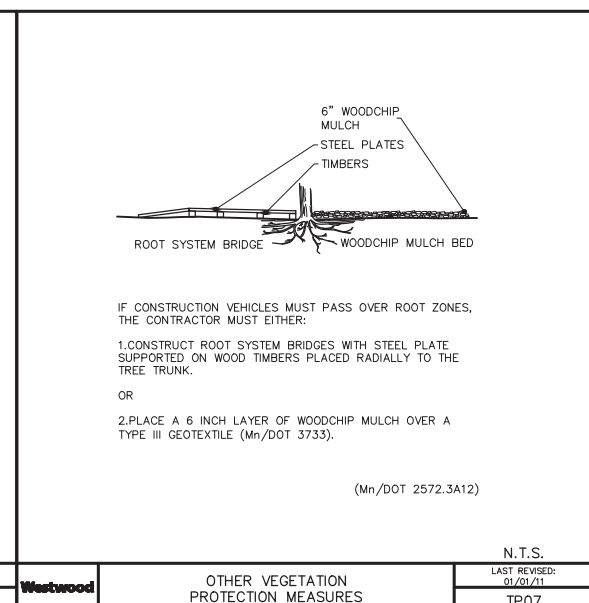 6" WOODCHIP
MULCH
STEEL PLATES
TIMBERS
ROOT SYSTEM BRIDGE
WOODCHIP MULCH BED
IF CONSTRUCTION VEHICLES MUST PASS OVER ROOT ZONES,
THE CONTRACTOR MUST EITHER:
1.CONSTRUCT ROOT SYSTEM BRIDGES WITH STEEL PLATE
SUPPORTED ON WOOD TIMBERS PLACED RADIALLY TO THE
TREE TRUNK.
OR
2.PLACE A 6 INCH LAYER OF WOODCHIP MULCH OVER A
TYPE III GEOTEXTILE (Mn/DOT 3733).
(Mn/DOT 2572.3A12)
N.T.S.
Westwood
OTHER VEGETATION
PROTECTION MEASURES
LAST REVISED:
01/01/11
TP07